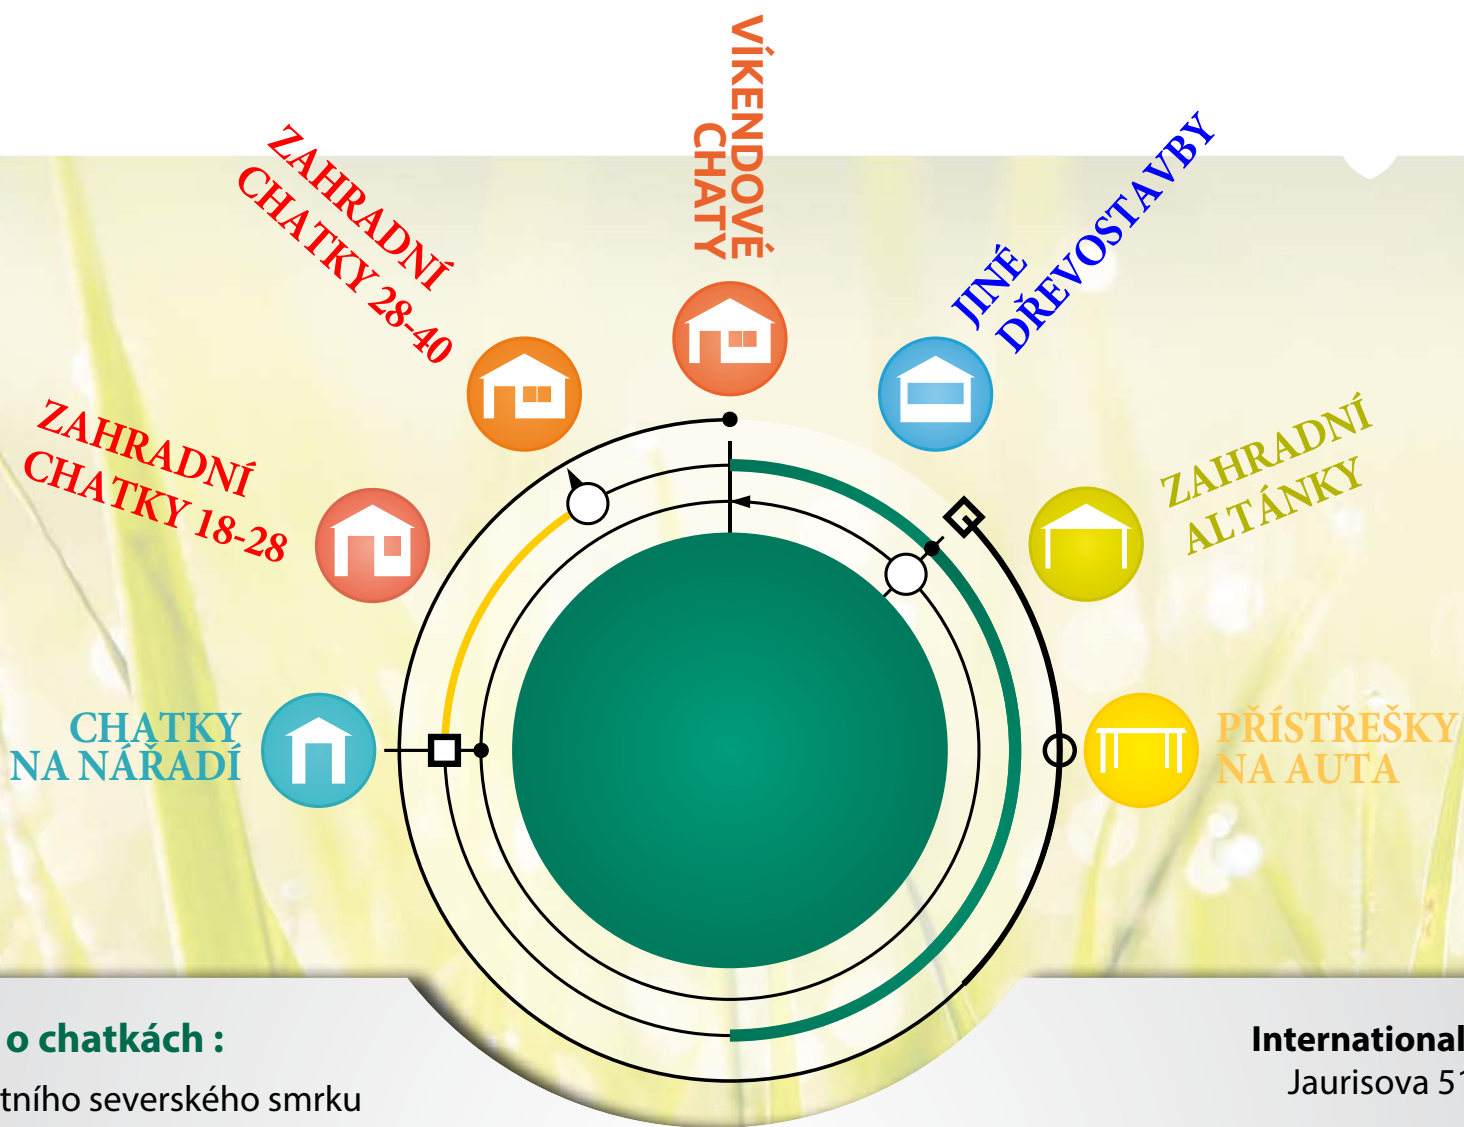 VÍKENDOVÉ
CHATY
ZAHRADNÍ
CHATKY 28-40
JINÉ
DŘEVOSTAVBY
ZAHRADNÍ
CHATKY 18-28
ZAHRADNÍ
ALTÁNKY
CHATKY
NA NÁŘADÍ
PŘÍSTŘEŠKY
NA AUTA
o chatkách :
tního severského smrku
International
Jaurisova 51